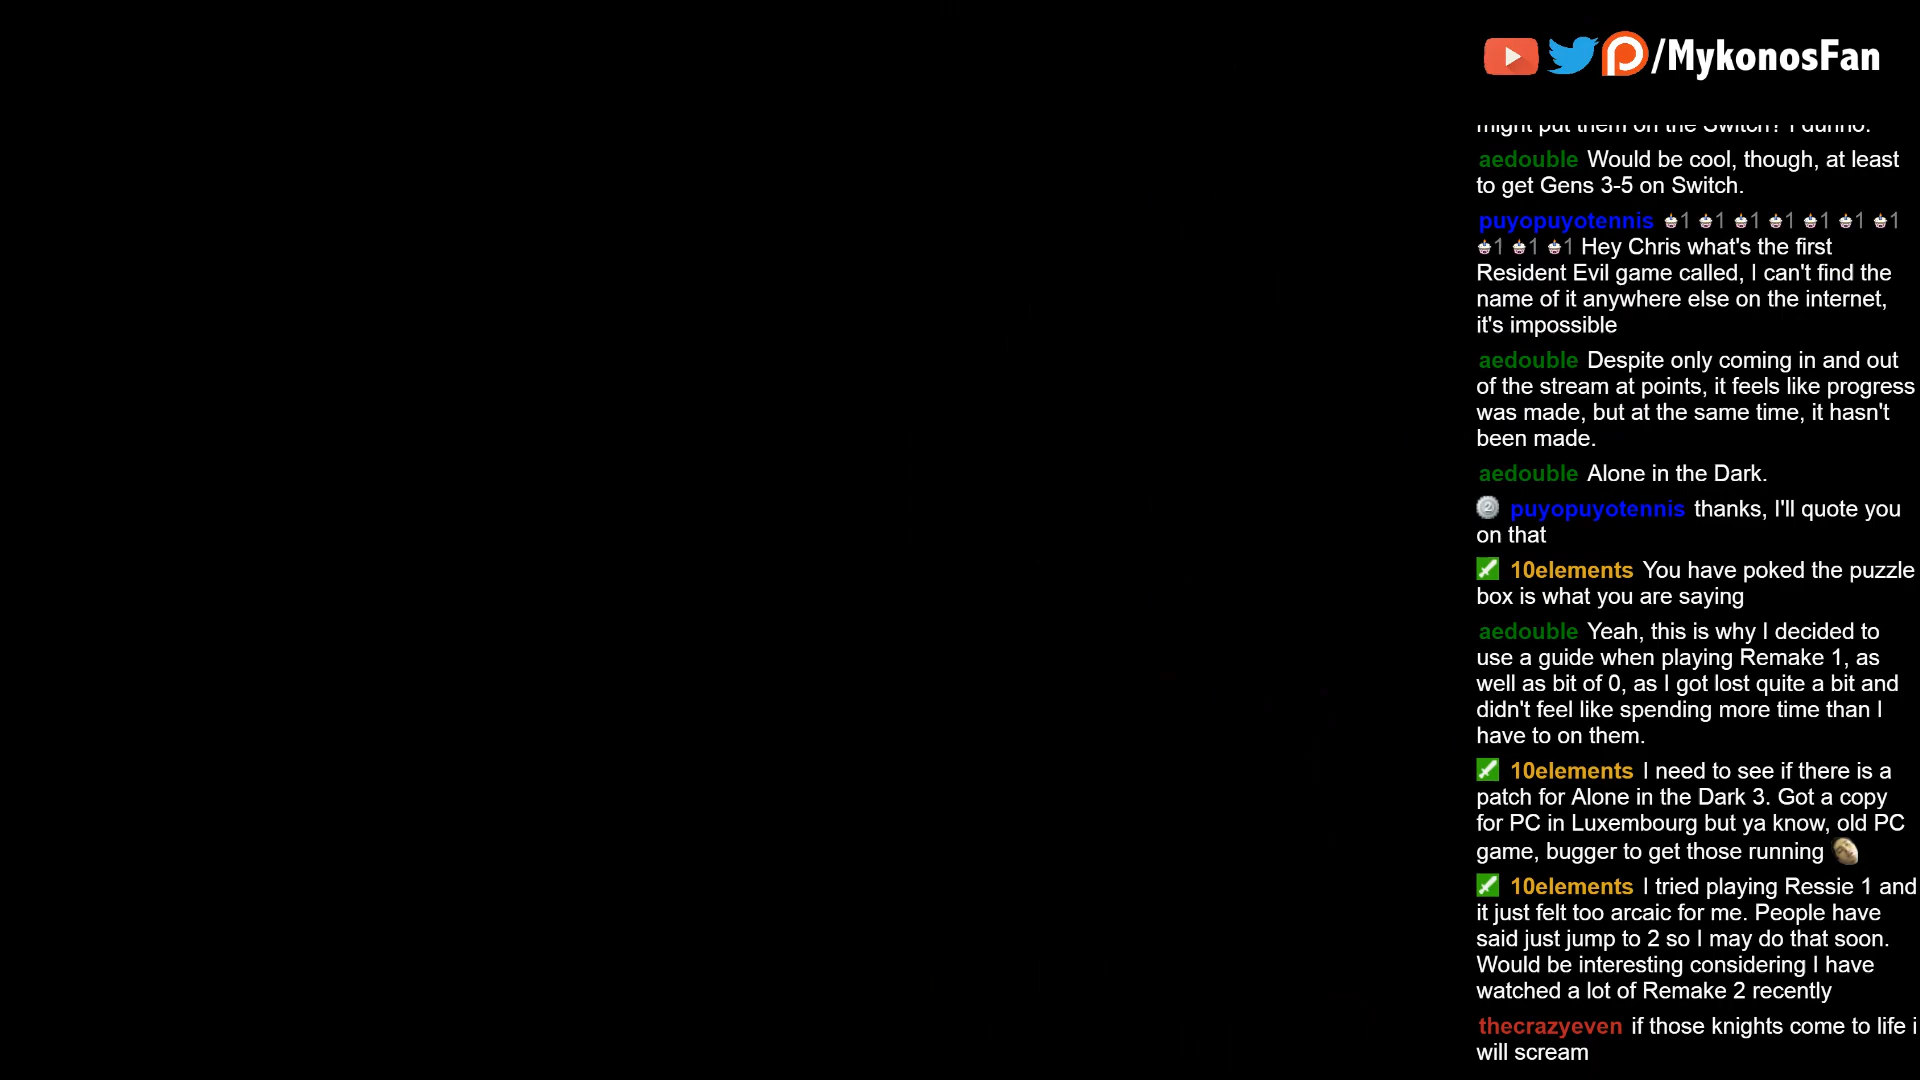 /MykonosFan
might put them on the Switch? I dunno.
aedouble Would be cool, though, at least
to get Gens 3-5 on Switch.
puyopuyotennis 1 1 1 1 1 1 1
1 1 1 Hey Chris what's the first
Resident Evil game called, I can't find the
name of it anywhere else on the internet,
it's impossible
aedouble Despite only coming in and out
of the stream at points, it feels like progress
was made, but at the same time, it hasn't
been made.
aedouble Alone in the Dark.
2 puyopuyotennis thanks, I'll quote you
on that
10elements You have poked the puzzle
box is what you are saying
aedouble Yeah, this is why I decided to
use a guide when playing Remake 1, as
well as bit of 0, as I got lost quite a bit and
didn't feel like spending more time than I
have to on them.
10elements I need to see if there is a
patch for Alone in the Dark 3. Got a copy
for PC in Luxembourg but ya know, old PC
game, bugger to get those running
10elements I tried playing Ressie 1 and
it just felt too arcaic for me. People have
said just jump to 2 so I may do that soon.
Would be interesting considering I have
watched a lot of Remake 2 recently
thecrazyeven if those knights come to life i
will scream